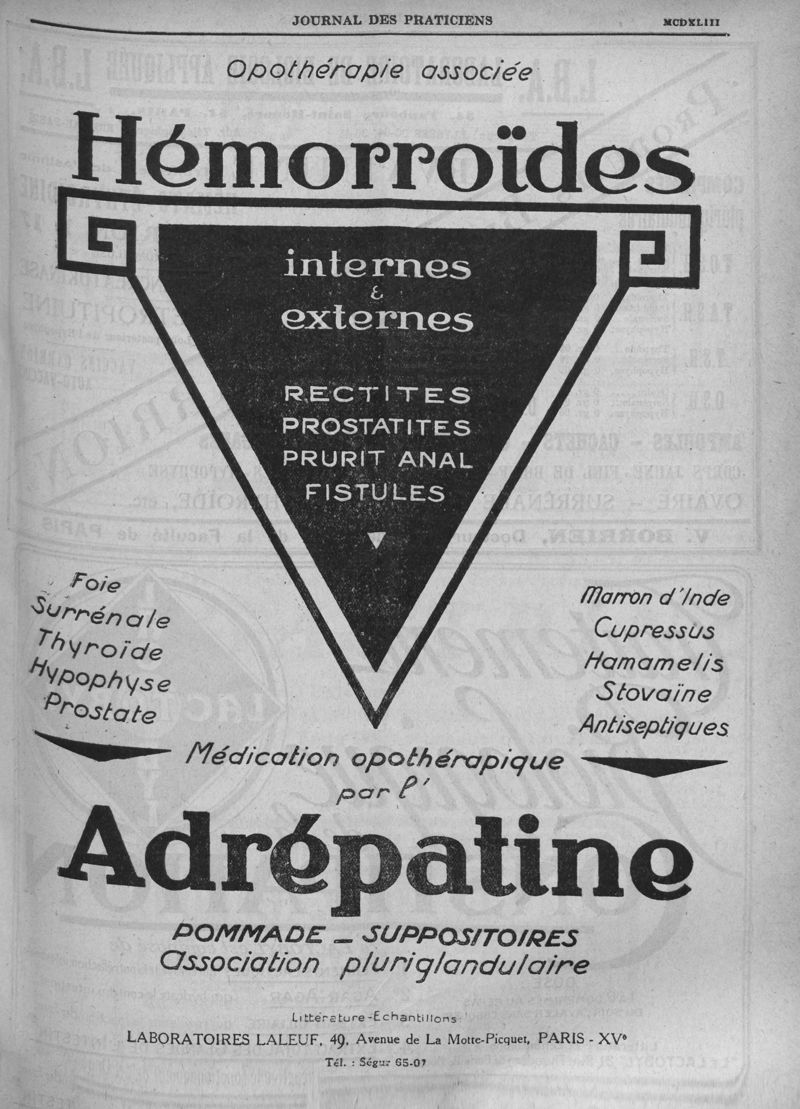 JOURNAL DES PRATICIENS
MCDXLIII
Opothérapie associée
Hémorroïdes
internes
&
externes
RECTITES
PROSTATITES
PRURIT ANAL
FISTULES
Foie
Surrénale
Thyroïde
Hypophyse
Prostate
Marron d'Inde
Cupressus
Hamamelis
Stovaïne
Antiseptiques
Médication opothérapique
par l'
Adrépatine
POMMADE - SUPPOSITOIRES
Association pluriglandulaire
Littérature-Échantillons:
LABORATOIRES LALEUF, 49, Avenue de La Motte-Picquet, PARIS - XVe
Tél. : Ségur 65-07